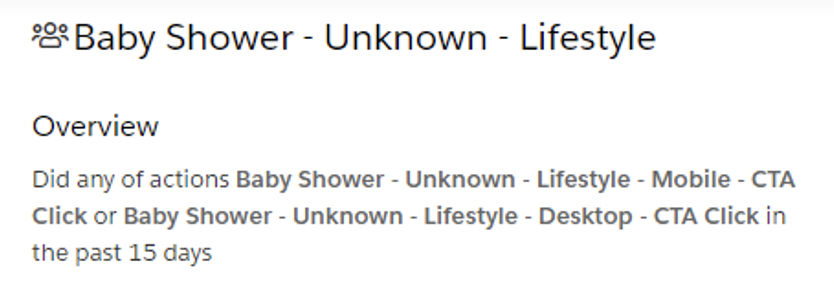 Baby Shower - Unknown - Lifestyle
Overview
Did any of actions Baby Shower - Unknown - Lifestyle - Mobile - CTA
Click or Baby Shower - Unknown - Lifestyle - Desktop - CTA Click in
the past 15 days